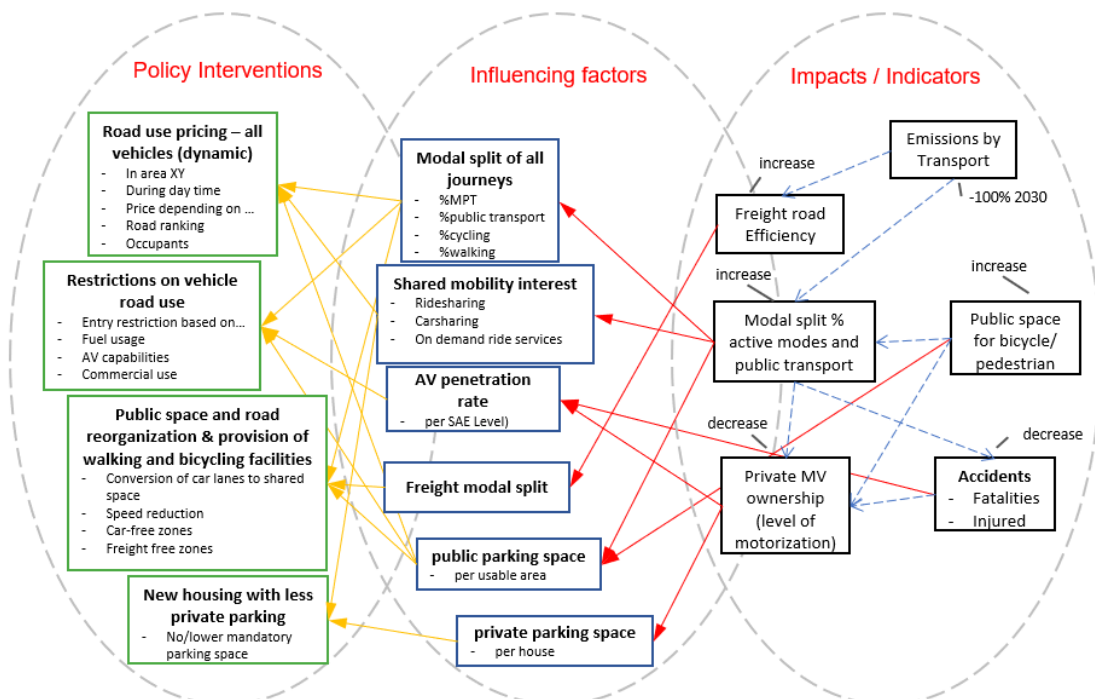 Policy Interventions
Road use pricing – all
vehicles (dynamic)
- In area XY
- During day time
- Price depending on …
- Road ranking
- Occupants
Restrictions on vehicle
road use
- Entry restriction based on…
- Fuel usage
- AV capabilities
- Commercial use
Public space and road
reorganization & provision of
walking and bicycling facilities
- Conversion of car lanes to shared
space
- Speed reduction
- Car-free zones
- Freight free zones
New housing with less
private parking
- No/lower mandatory
parking space
Influencing factors
Modal split of all
journeys
- %MPT
- %public transport
- %cycling
- %walking
Shared mobility interest
- Ridesharing
- Carsharing
- On demand ride services
AV penetration
rate
- per SAE Level)
Freight modal split
public parking space
- per usable area
private parking space
- per house
Impacts / Indicators
Emissions by
Transport
-100% 2030
increase
Freight road
Efficiency
increase
Modal split %
active modes and
public transport
increase
Public space
for bicycle/
pedestrian
decrease
Private MV
ownership
(level of
motorization)
decrease
Accidents
- Fatalities
- Injured